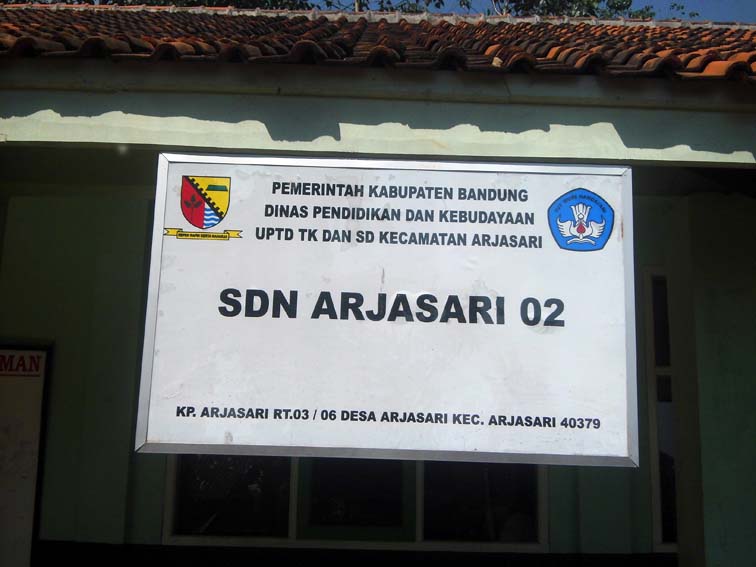 PEMERINTAH KABUPATEN BANDUNG
DINAS PENDIDIKAN DAN KEBUDAYAAN
UPTD TK DAN SD KECAMATAN ARJASARI
SDN ARJASARI 02
KP. ARJASARI RT.03 / 06 DESA ARJASARI KEC. ARJASARI 40379
MAN